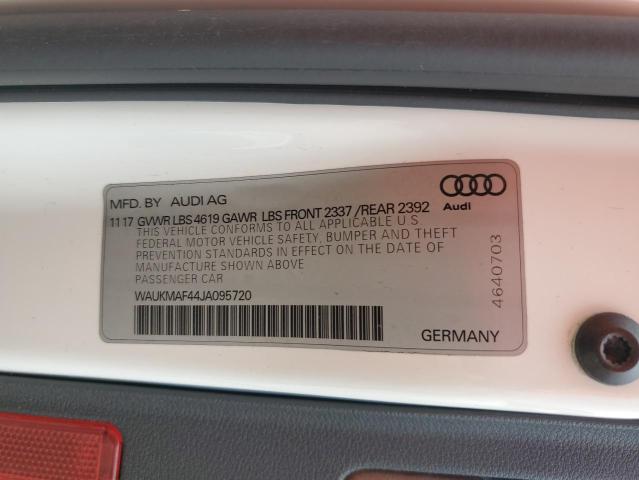 MFD. BY AUDI AG
11 17 GVWR LBS 4619 GAWR LBS FRONT 2337 /REAR 2392
THIS VEHICLE CONFORMS TO ALL APPLICABLE U.S.
FEDERAL MOTOR VEHICLE SAFETY, BUMPER AND THEFT
PREVENTION STANDARDS IN EFFECT ON THE DATE OF
MANUFACTURE SHOWN ABOVE
PASSENGER CAR
WAUKMAF44JA095720
GERMANY
Audi
4640703